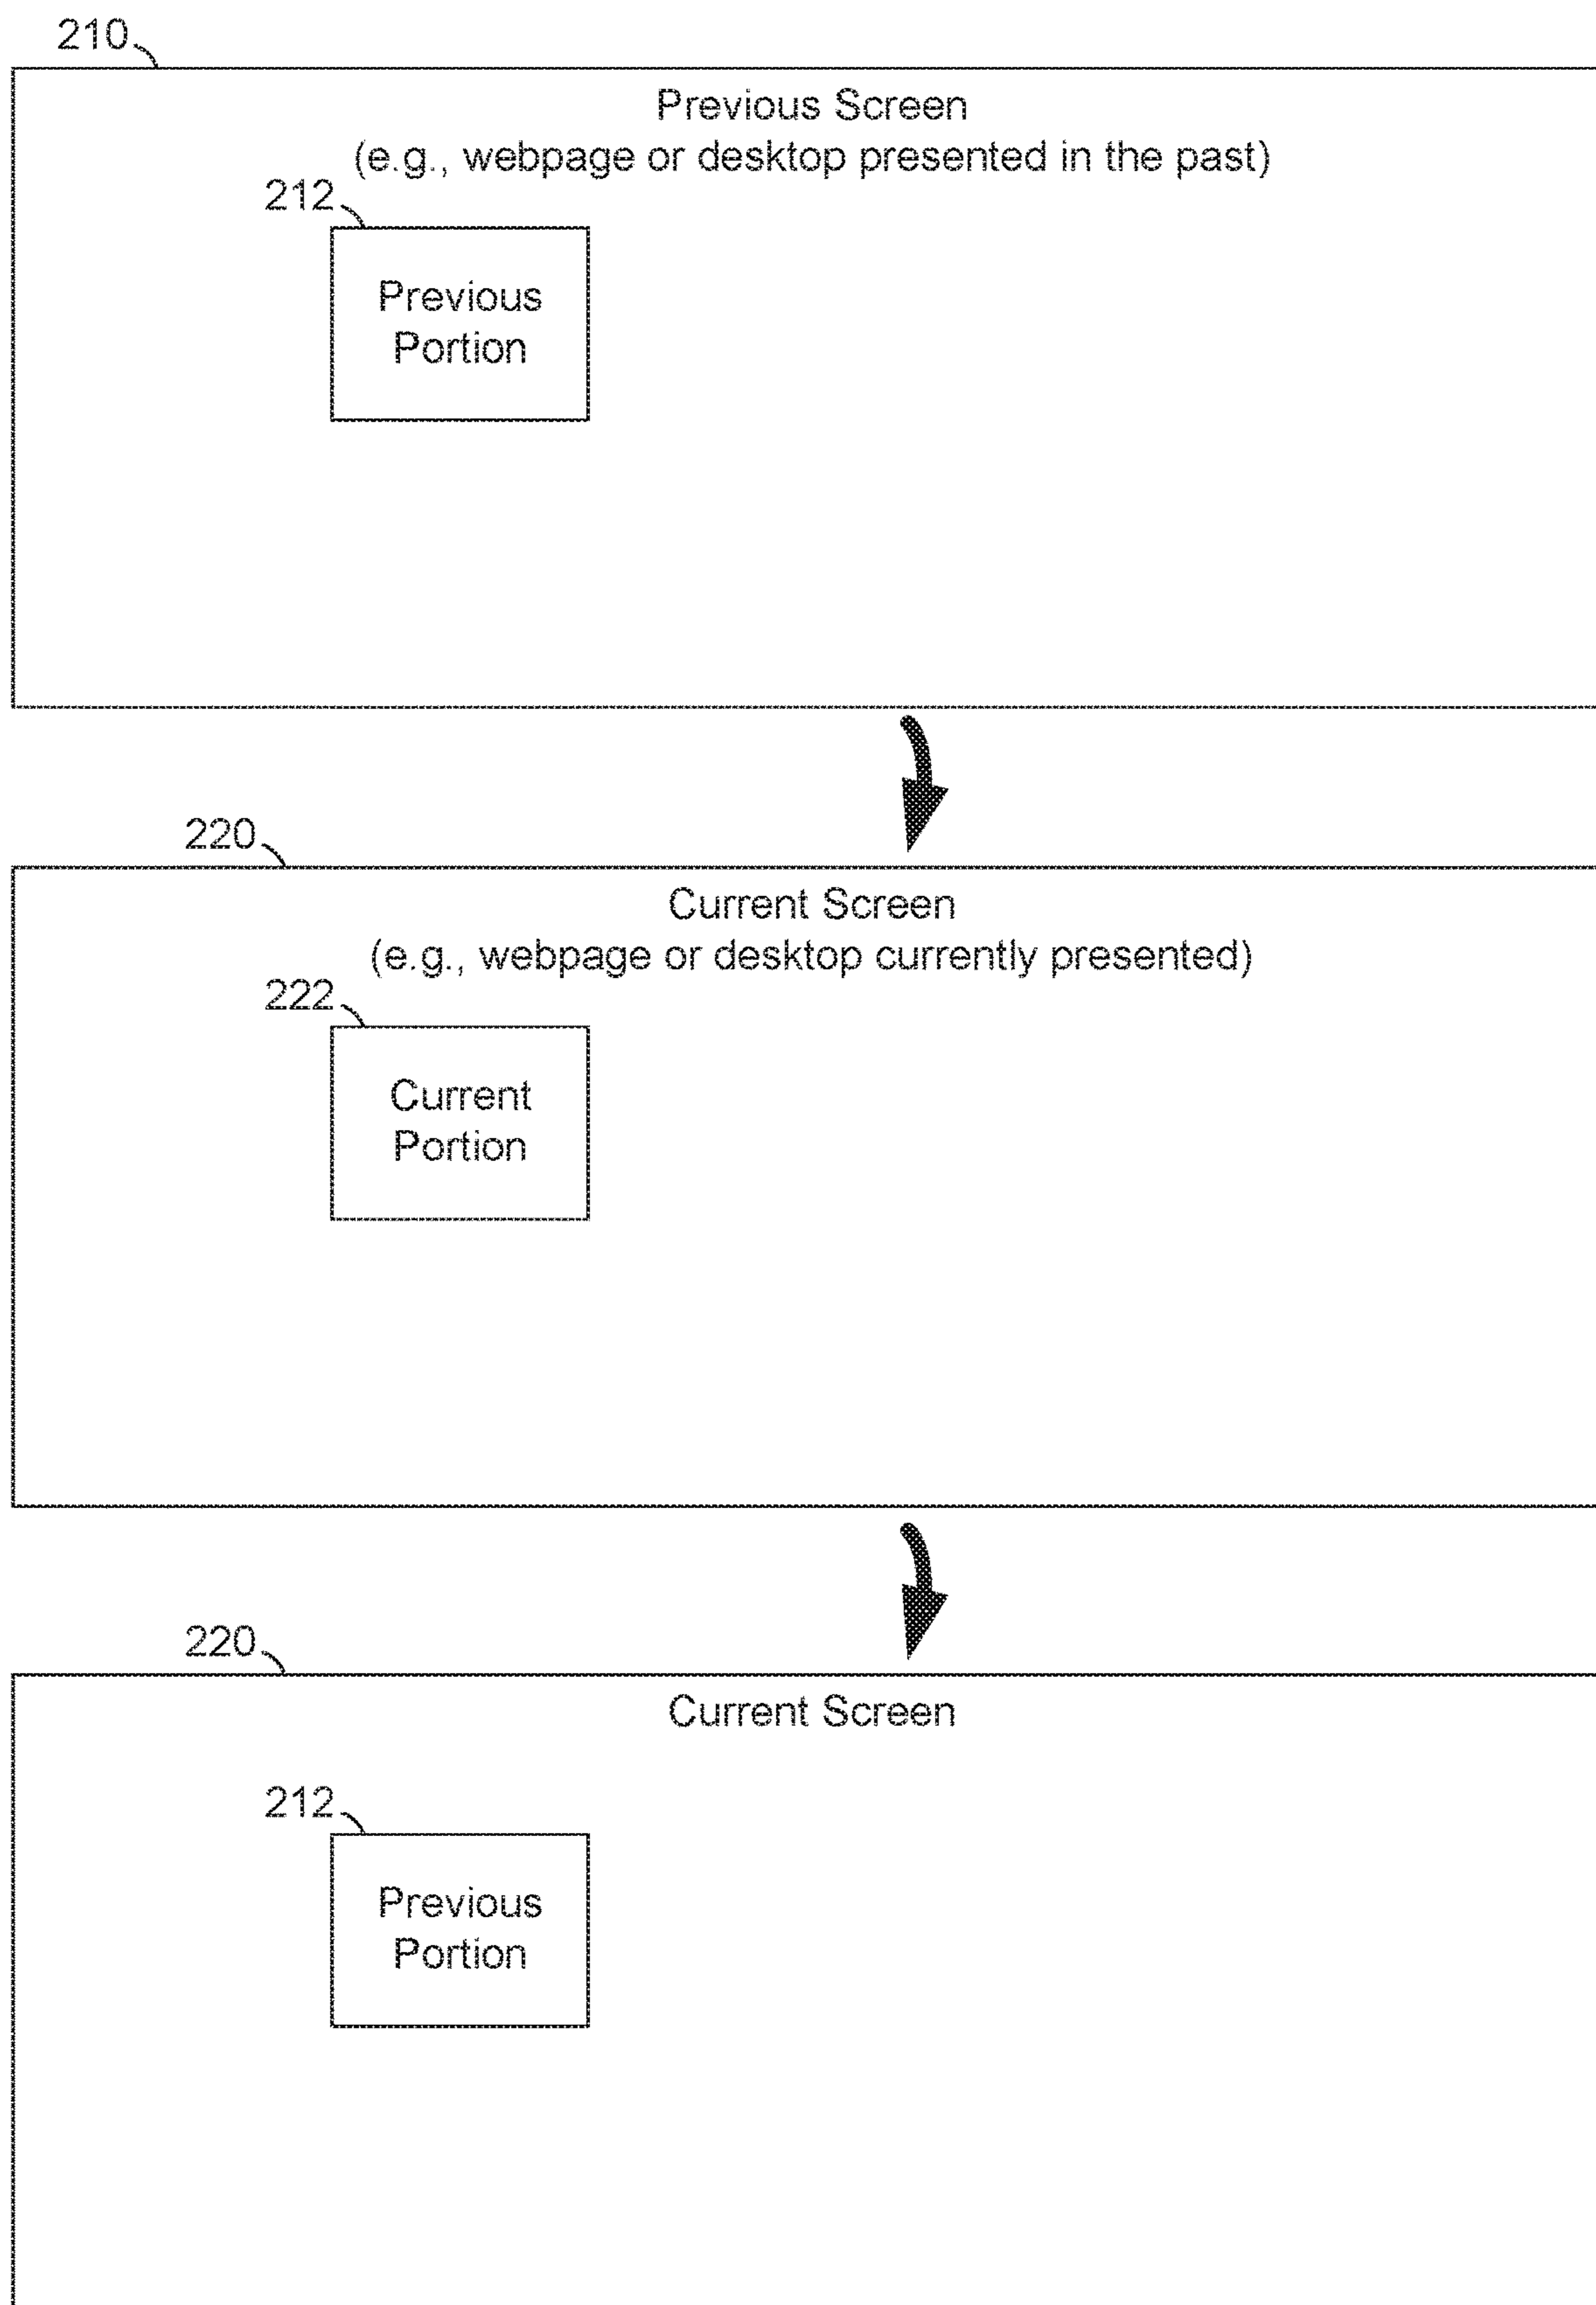 210
Previous Screen
(e.g., webpage or desktop presented in the past)
212
Previous
Portion
220
Current Screen
(e.g., webpage or desktop currently presented)
222
Current
Portion
220
Current Screen
212
Previous
Portion